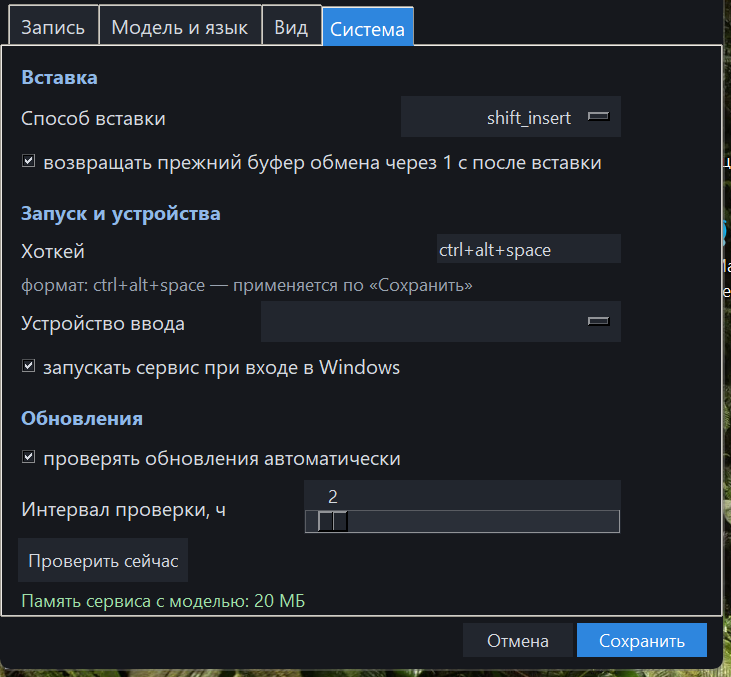 Запись Модель и язык Вид Система
Вставка
Способ вставки shift_insert
возвращать прежний буфер обмена через 1 с после вставки
Запуск и устройства
Хоткей ctrl+alt+space
формат: ctrl+alt+space — применяется по «Сохранить»
Устройство ввода
запускать сервис при входе в Windows
Обновления
проверять обновления автоматически
2
Интервал проверки, ч
Проверить сейчас
Память сервиса с моделью: 20 МБ
Отмена Сохранить